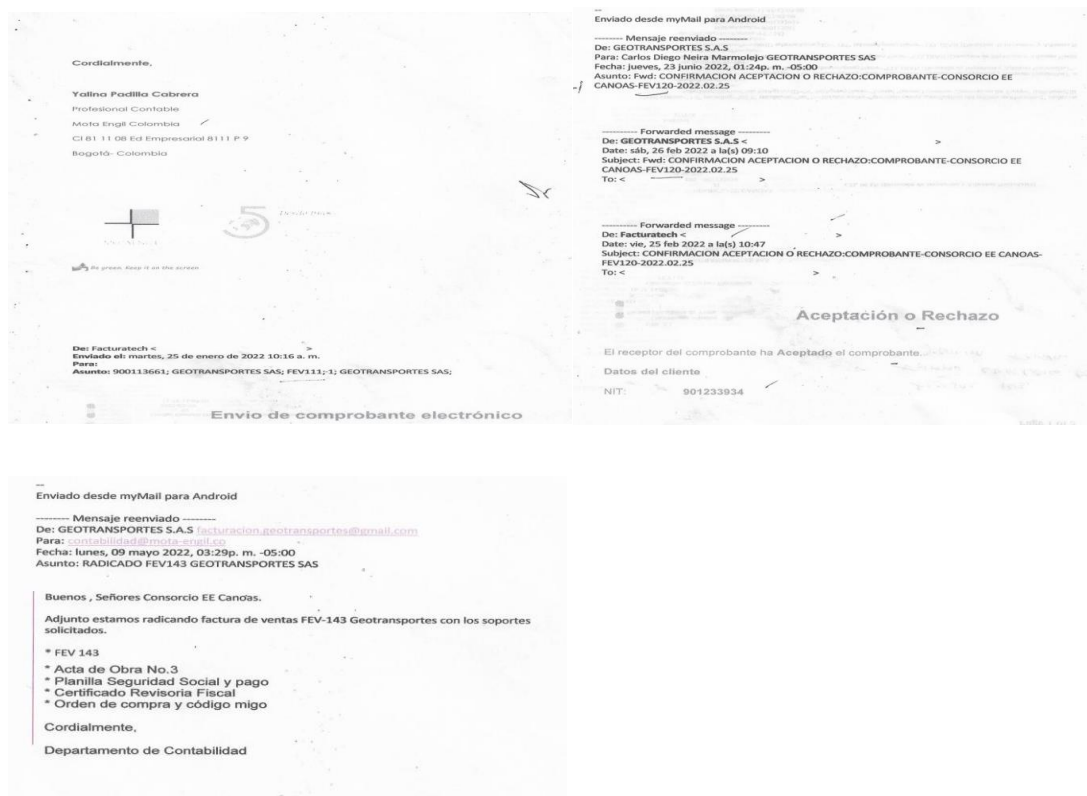 Cordialmente,
Yalina Padilla Cabrera
Profesional Contable
Mota Engil Colombia
Cl 81 11 08 Ed Empresarial 8111 P 9
Bogotá- Colombia
Be green. Keep it on the screen
De: Facturatech < >
Enviado el: martes, 25 de enero de 2022 10:16 a. m.
Para:
Asunto: 900113661; GEOTRANSPORTES SAS; FEV111; 1; GEOTRANSPORTES SAS;
Envio de comprobante electrónico
--
Enviado desde myMail para Android
-------- Mensaje reenviado --------
De: GEOTRANSPORTES S.A.S
Para: Carlos Diego Neira Marmolejo GEOTRANSPORTES SAS
Fecha: jueves, 23 junio 2022, 01:24p. m. -05:00
Asunto: Fwd: CONFIRMACION ACEPTACION O RECHAZO:COMPROBANTE-CONSORCIO EE
CANOAS-FEV120-2022.02.25
---------- Forwarded message ---------
De: GEOTRANSPORTES S.A.S < >
Date: sáb, 26 feb 2022 a la(s) 09:10
Subject: Fwd: CONFIRMACION ACEPTACION O RECHAZO:COMPROBANTE-CONSORCIO EE
CANOAS-FEV120-2022.02.25
To: < >
---------- Forwarded message ---------
De: Facturatech < >
Date: vie, 25 feb 2022 a la(s) 10:47
Subject: CONFIRMACION ACEPTACION O RECHAZO:COMPROBANTE-CONSORCIO EE CANOAS-
FEV120-2022.02.25
To: < >
Aceptación o Rechazo
El receptor del comprobante ha Aceptado el comprobante.
Datos del cliente
NIT: 901233934
--
Enviado desde myMail para Android
-------- Mensaje reenviado --------
De: GEOTRANSPORTES S.A.S facturacion.geotransportes@gmail.com
Para: contabilidad@mota-engil.co
Fecha: lunes, 09 mayo 2022, 03:29p. m. -05:00
Asunto: RADICADO FEV143 GEOTRANSPORTES SAS
Buenos , Señores Consorcio EE Canoas.
Adjunto estamos radicando factura de ventas FEV-143 Geotransportes con los soportes
solicitados.
* FEV 143
* Acta de Obra No.3
* Planilla Seguridad Social y pago
* Certificado Revisoria Fiscal
* Orden de compra y código migo
Cordialmente,
Departamento de Contabilidad